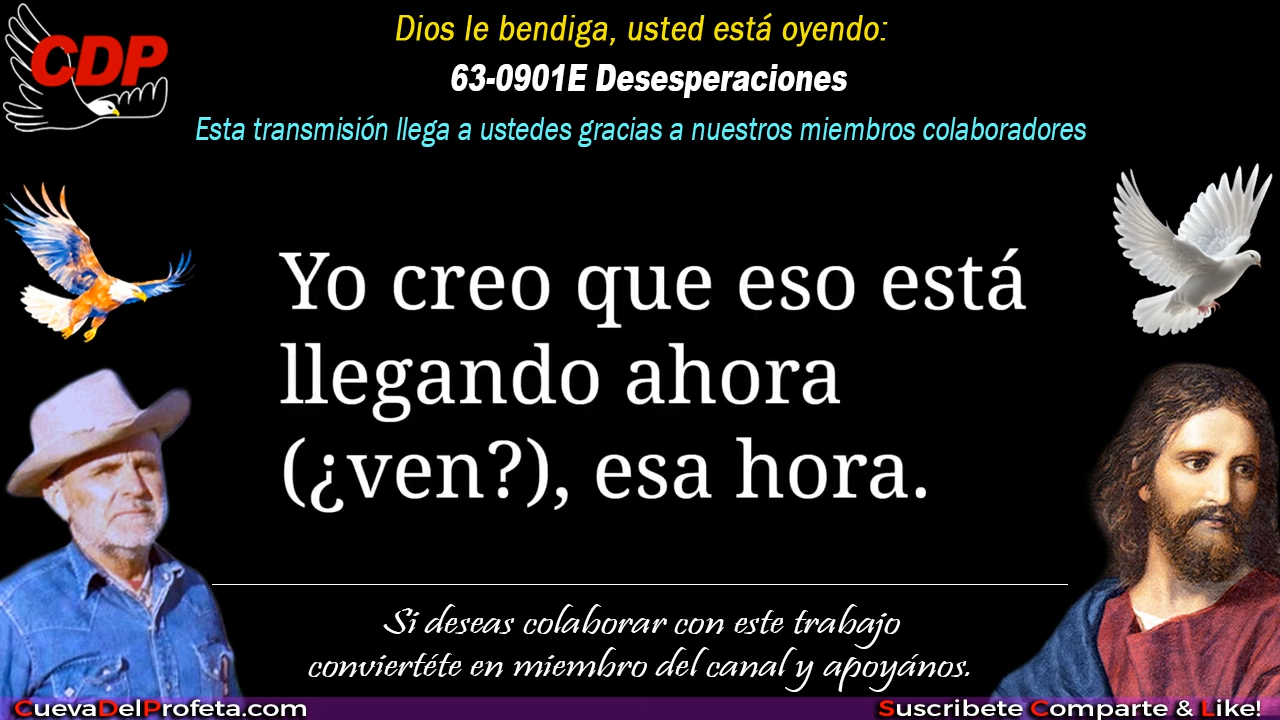 CDP
Dios le bendiga, usted está oyendo:
63-0901E Desesperaciones
Esta transmisión llega a ustedes gracias a nuestros miembros colaboradores
Yo creo que eso está
llegando ahora
(¿ven?), esa hora.
Si deseas colaborar con este trabajo
conviertéte en miembro del canal y apoyános.
CuevaDelProfeta.com
Suscribete Comparte & Like!